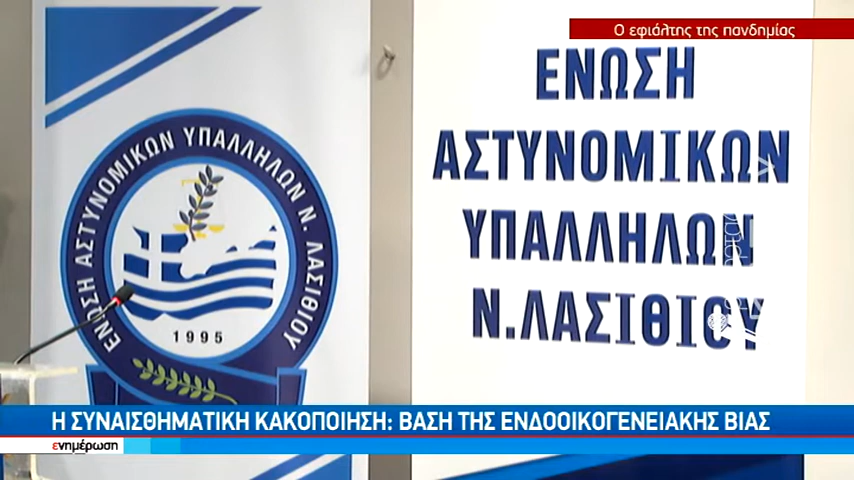 Ο εφιάλτης της πανδημίας
ΕΝΩΣΗ
ΑΣΤΥΝΟΜΙΚΩΝ
ΥΠΑΛΛΗΛΩΝ
Ν.ΛΑΣΙΘΙΟΥ
ΕΝΩΣΗ ΑΣΤΥΝΟΜΙΚΩΝ ΥΠΑΛΛΗΛΩΝ Ν. ΛΑΣΙΘΙΟΥ
1995
Η ΣΥΝΑΙΣΘΗΜΑΤΙΚΗ ΚΑΚΟΠΟΙΗΣΗ: ΒΑΣΗ ΤΗΣ ΕΝΔΟΟΙΚΟΓΕΝΕΙΑΚΗΣ ΒΙΑΣ
ενημέρωση